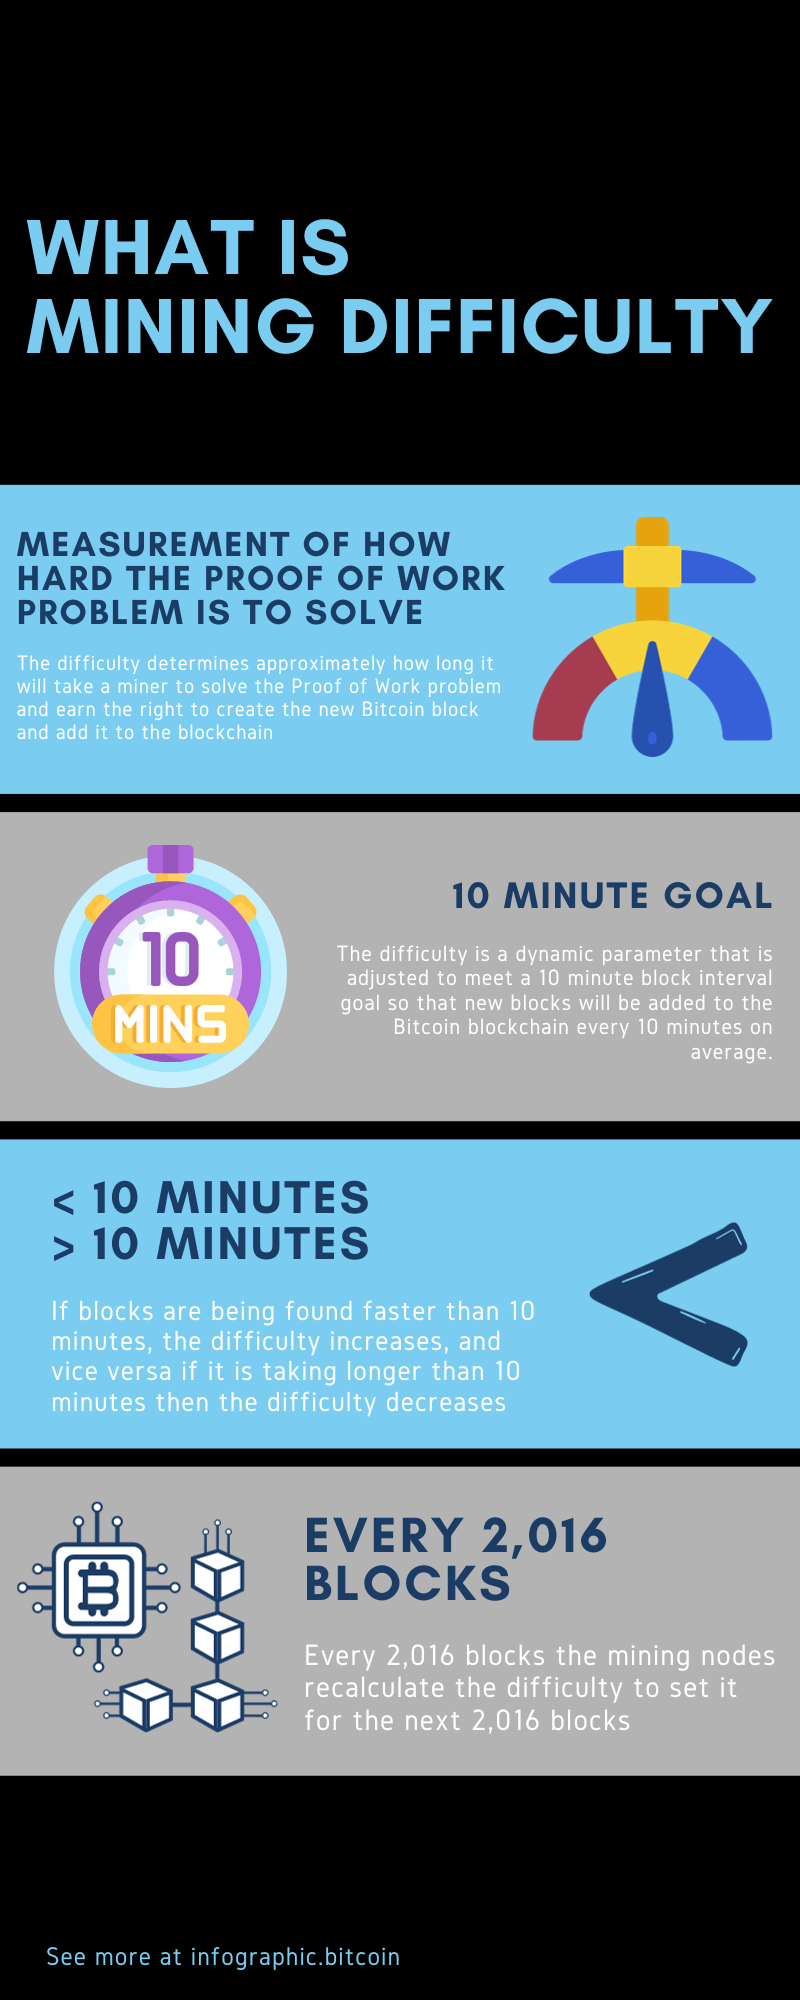 WHAT IS
MINING DIFFICULTY
MEASUREMENT OF HOW
HARD THE PROOF OF WORK
PROBLEM IS TO SOLVE
The difficulty determines approximately how long it
will take a miner to solve the Proof of Work problem
and earn the right to create the new Bitcoin block
and add it to the blockchain
10
MINS
10 MINUTE GOAL
The difficulty is a dynamic parameter that is
adjusted to meet a 10 minute block interval
goal so that new blocks will be added to the
Bitcoin blockchain every 10 minutes on
average.
< 10 MINUTES
> 10 MINUTES
If blocks are being found faster than 10
minutes, the difficulty increases, and
vice versa if it is taking longer than 10
minutes then the difficulty decreases
EVERY 2,016
BLOCKS
Every 2,016 blocks the mining nodes
recalculate the difficulty to set it
for the next 2,016 blocks
See more at infographic.bitcoin